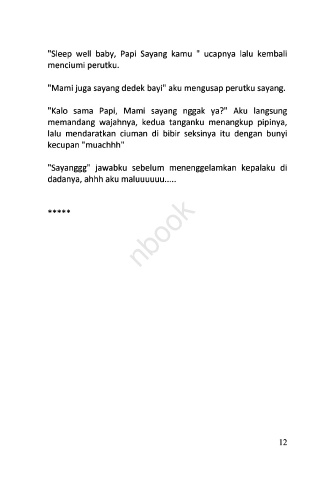 "Sleep well baby, Papi Sayang kamu " ucapnya lalu kembali
menciumi perutku.
"Mami juga sayang dedek bayi" aku mengusap perutku sayang.
"Kalo sama Papi, Mami sayang nggak ya?" Aku langsung
memandang wajahnya, kedua tanganku menangkup pipinya,
lalu mendaratkan ciuman di bibir seksinya itu dengan bunyi
kecupan "muachhh"
"Sayanggg" jawabku sebelum menenggelamkan kepalaku di
dadanya, ahhh aku maluuuuuu.....
*****
nbook
12